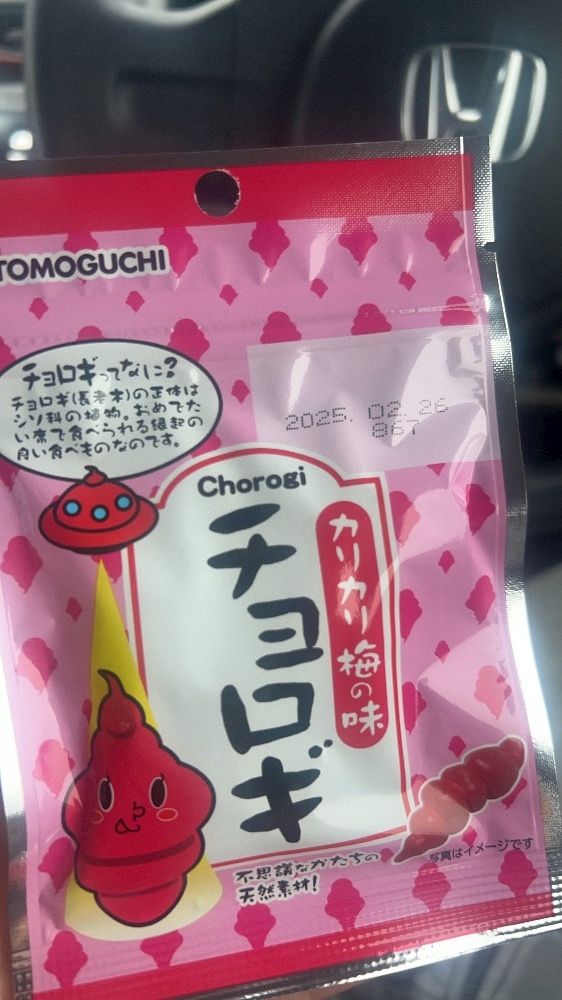 TOMOGUCHI
チョロギってなに?
チョロギ(長老木)の正体は
シソ科の植物。おめでた
い席で食べられる縁起の
良い食べものなのです。
2025. 02. 26
867
Chorogi
チョロギ
カリカリ梅の味
不思議なかたちの
天然素材!
写真はイメージです